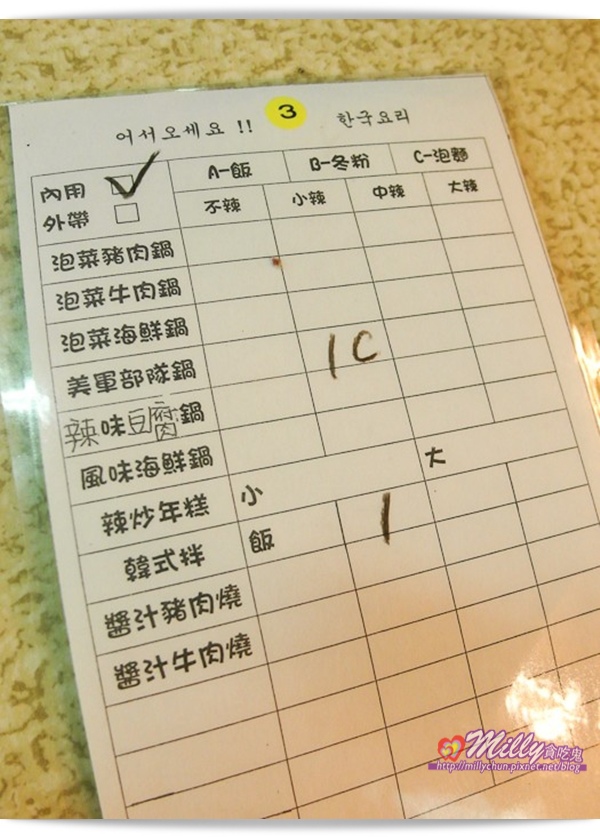 3
어서오세요 !! 한국요리
內用 ✓ A-飯 B-冬粉 C-泡麵
外帶 □ 不辣 小辣 中辣 大辣
泡菜豬肉鍋
泡菜牛肉鍋
泡菜海鮮鍋
美軍部隊鍋 1C
辣味豆腐鍋
風味海鮮鍋
辣炒年糕 小 大
韓式拌 飯 1
醬汁豬肉燒
醬汁牛肉燒
Milly貪吃鬼
http://millychun.pixnet.net/blog